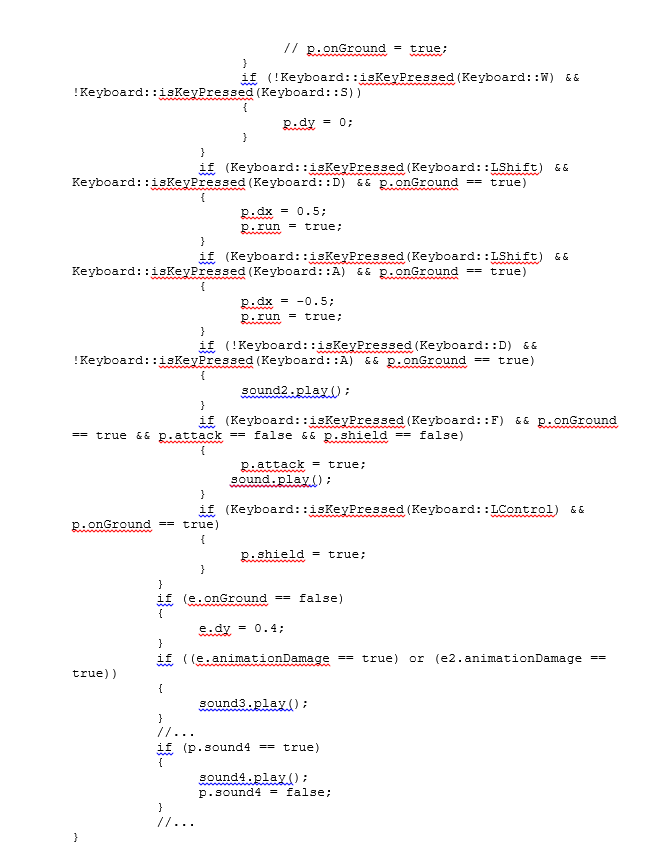 // p.onGround = true;
}
if (!Keyboard::isKeyPressed(Keyboard::W) &&
!Keyboard::isKeyPressed(Keyboard::S))
{
p.dy = 0;
}
}
if (Keyboard::isKeyPressed(Keyboard::LShift) &&
Keyboard::isKeyPressed(Keyboard::D) && p.onGround == true)
{
p.dx = 0.5;
p.run = true;
}
if (Keyboard::isKeyPressed(Keyboard::LShift) &&
Keyboard::isKeyPressed(Keyboard::A) && p.onGround == true)
{
p.dx = -0.5;
p.run = true;
}
if (!Keyboard::isKeyPressed(Keyboard::D) &&
!Keyboard::isKeyPressed(Keyboard::A) && p.onGround == true)
{
sound2.play();
}
if (Keyboard::isKeyPressed(Keyboard::F) && p.onGround
== true && p.attack == false && p.shield == false)
{
p.attack = true;
sound.play();
}
if (Keyboard::isKeyPressed(Keyboard::LControl) &&
p.onGround == true)
{
p.shield = true;
}
}
if (e.onGround == false)
{
e.dy = 0.4;
}
if ((e.animationDamage == true) or (e2.animationDamage ==
true))
{
sound3.play();
}
//...
if (p.sound4 == true)
{
sound4.play();
p.sound4 = false;
}
//...
}